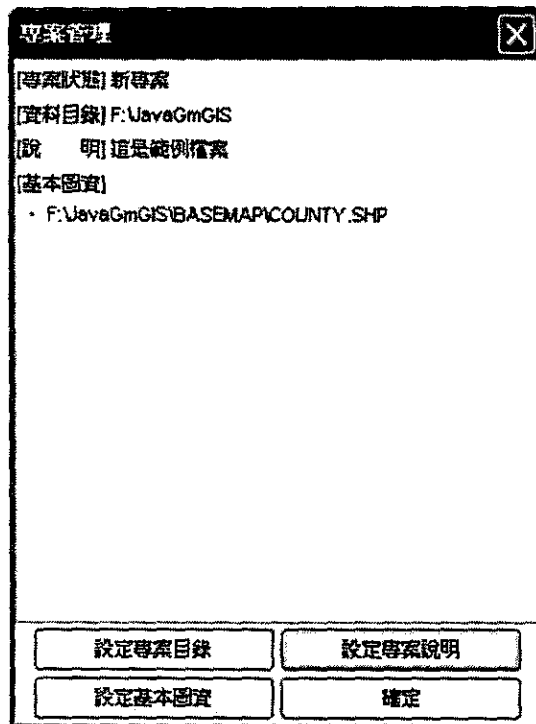 專案管理
[專案狀態] 新專案
[資料目錄] F:\JavaGmGIS
[說 明] 這是範例檔案
[基本圖資]
· F:\JavaGmGIS\BASEMAP\COUNTY.SHP
設定專案目錄 設定專案說明
設定基本圖資 確定